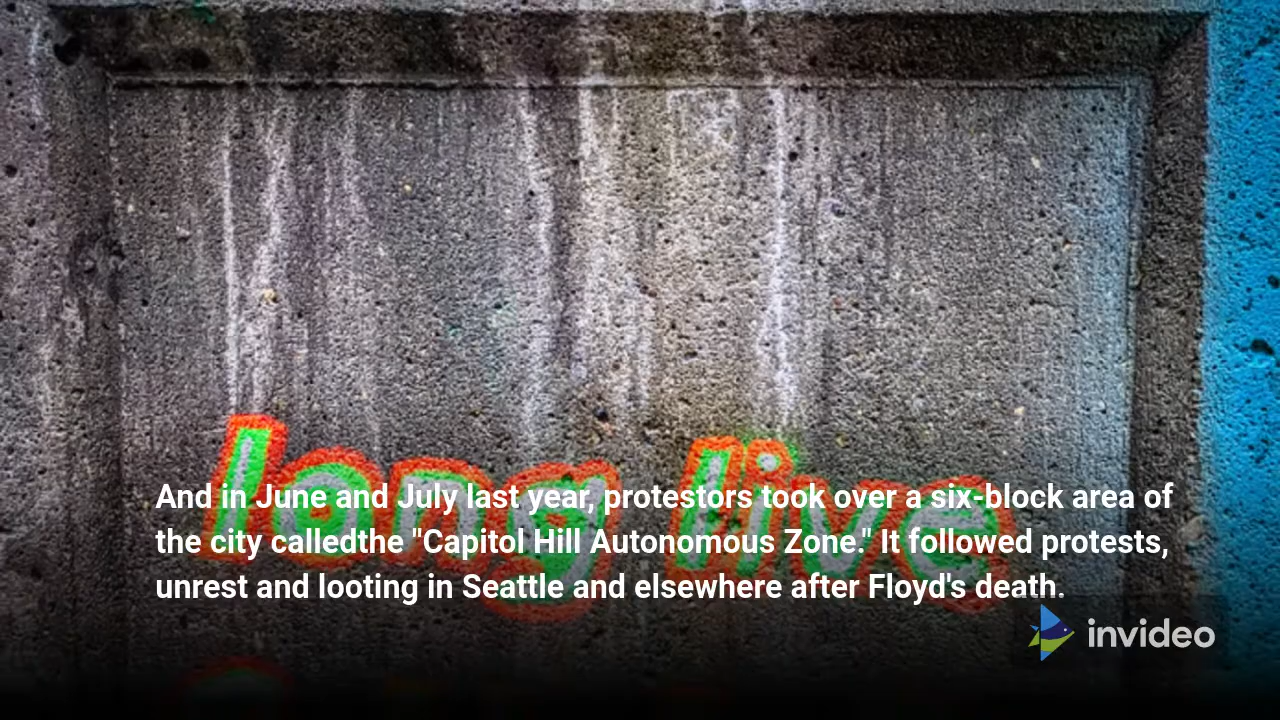 long live
And in June and July last year, protestors took over a six-block area of
the city calledthe "Capitol Hill Autonomous Zone." It followed protests,
unrest and looting in Seattle and elsewhere after Floyd's death.
invideo